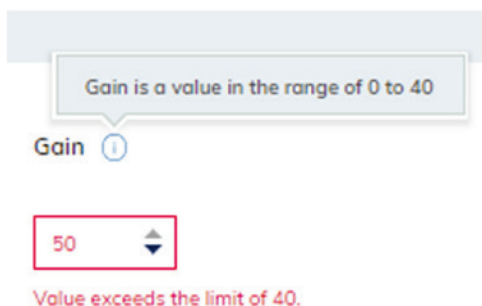 Gain is a value in the range of 0 to 40
Gain
50
Value exceeds the limit of 40.